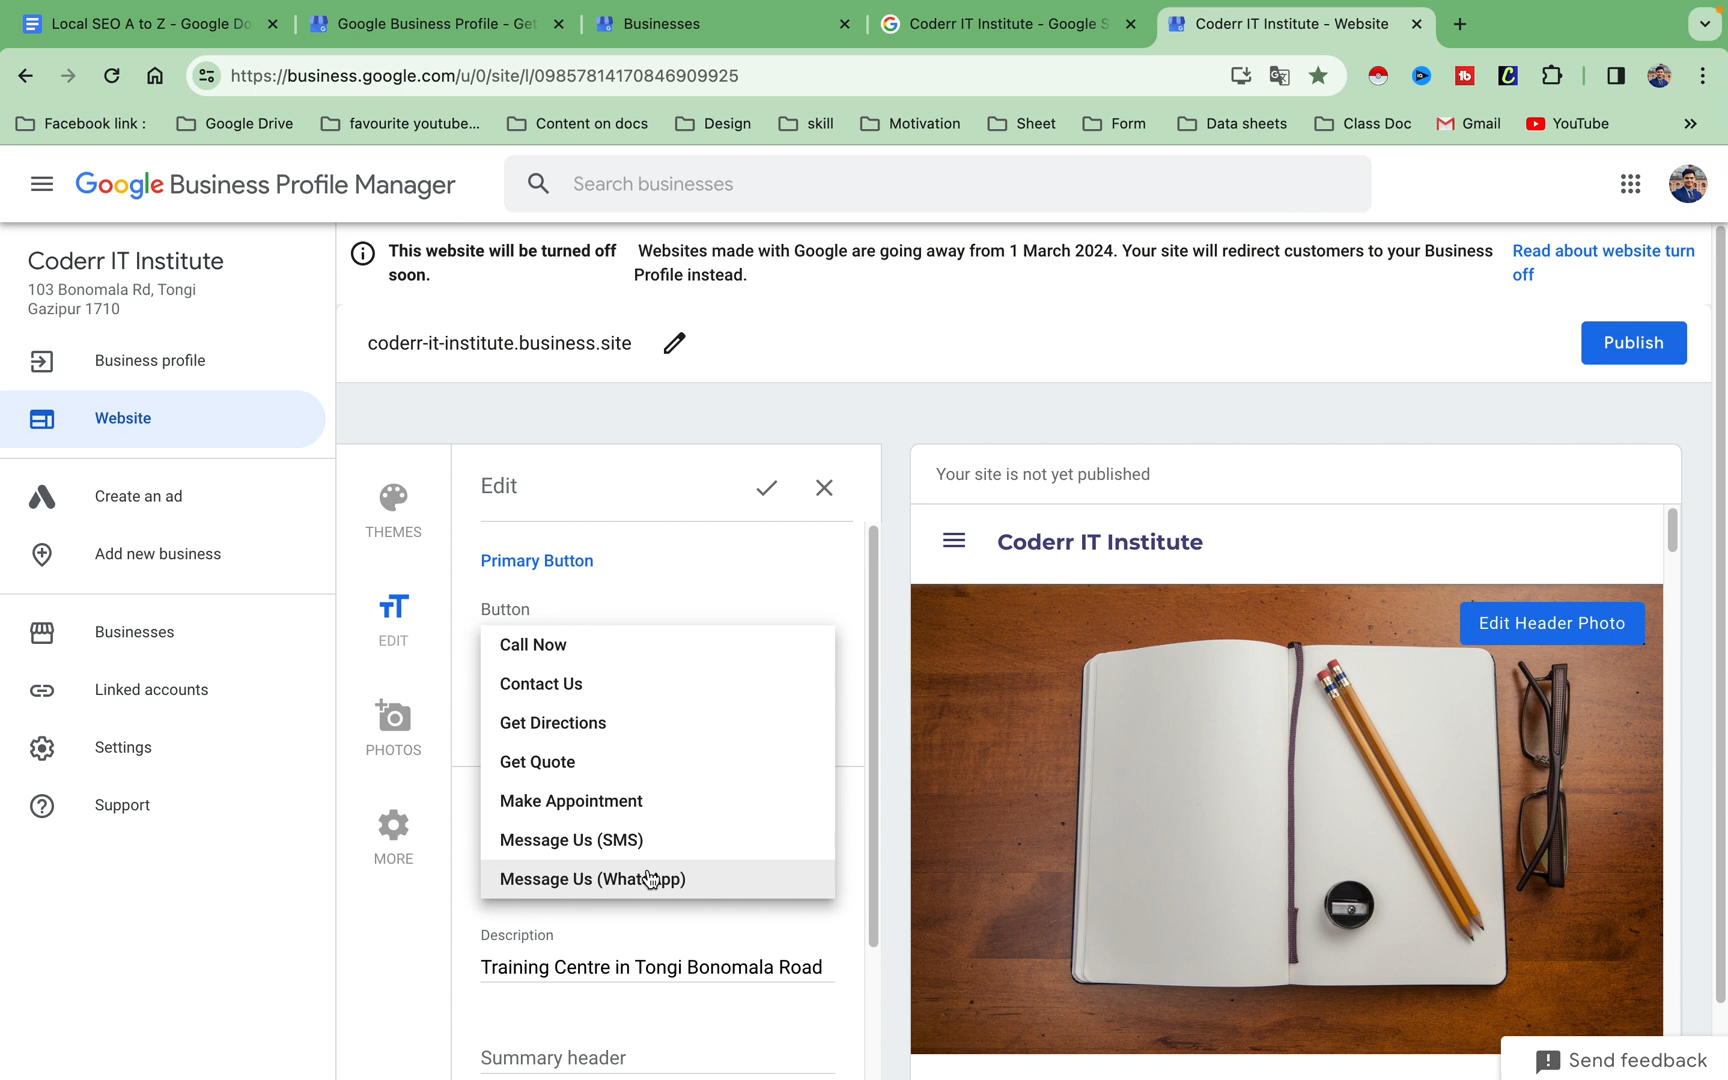 Local SEO A to Z - Google Do
Google Business Profile - Get
Businesses
Coderr IT Institute - Google S
Coderr IT Institute - Website
https://business.google.com/u/0/site/l/09857814170846909925
Facebook link :
Google Drive
favourite youtube...
Content on docs
Design
skill
Motivation
Sheet
Form
Data sheets
Class Doc
Gmail
YouTube
Google Business Profile Manager
Search businesses
Coderr IT Institute
103 Bonomala Rd, Tongi
Gazipur 1710
Business profile
Website
Create an ad
Add new business
Businesses
Linked accounts
Settings
Support
This website will be turned off
soon.
Websites made with Google are going away from 1 March 2024. Your site will redirect customers to your Business
Profile instead.
Read about website turn
off
coderr-it-institute.business.site
Publish
THEMES
EDIT
PHOTOS
MORE
Edit
Primary Button
Button
Call Now
Contact Us
Get Directions
Get Quote
Make Appointment
Message Us (SMS)
Message Us (WhatsApp)
Description
Training Centre in Tongi Bonomala Road
Summary header
Your site is not yet published
Coderr IT Institute
Edit Header Photo
Send feedback